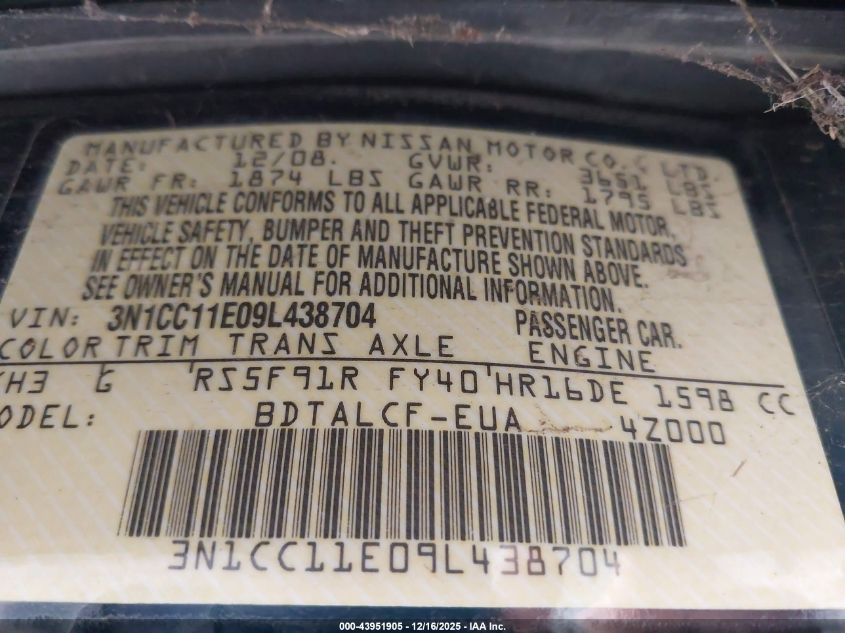 MANUFACTURED BY NISSAN MOTOR CO., LTD.
DATE: 12/08. GVWR: 3651 LBS
GAWR FR: 1874 LBS GAWR RR: 1795 LBS
THIS VEHICLE CONFORMS TO ALL APPLICABLE FEDERAL MOTOR,
VEHICLE SAFETY, BUMPER AND THEFT PREVENTION STANDARDS
IN EFFECT ON THE DATE OF MANUFACTURE SHOWN ABOVE.
SEE OWNER'S MANUAL FOR ADDITIONAL INFORMATION.
VIN: 3N1CC11E09L438704 PASSENGER CAR.
COLOR TRIM TRANS AXLE ENGINE
KH3 G RS5F91R FY40 HR16DE 1598 CC
ODEL: BDTALCF-EUA 4Z000
3N1CC11E09L438704
000-43951905 - 12/16/2025 - IAA Inc.